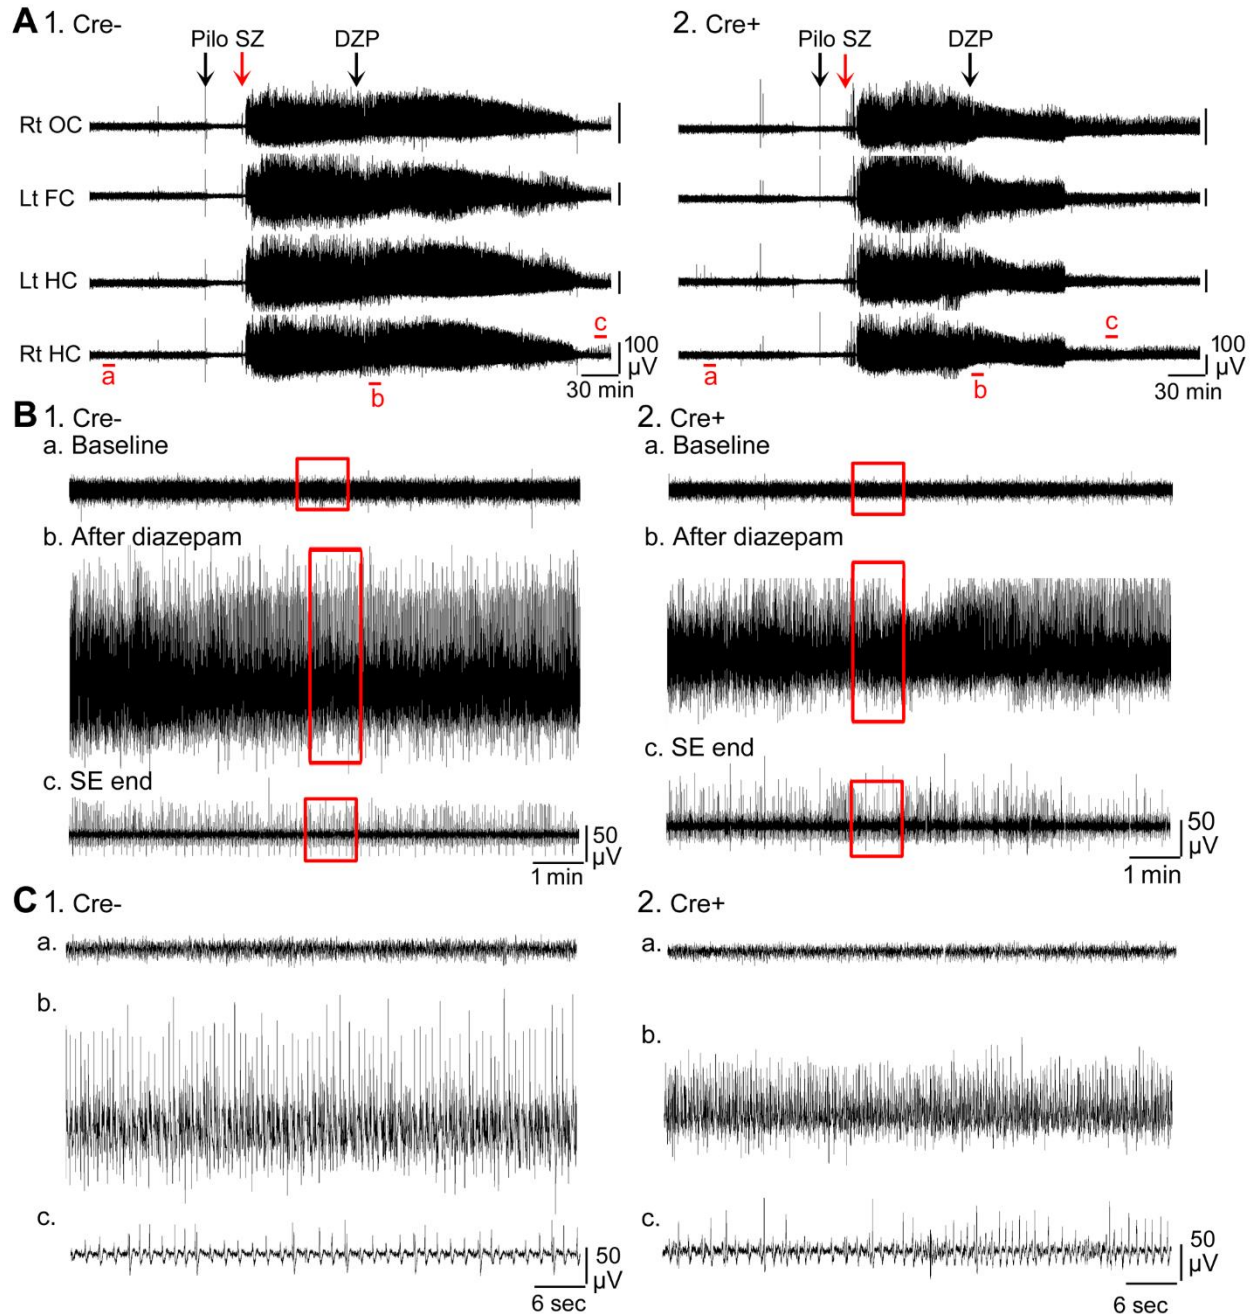 A 1. Cre-
2. Cre+
Pilo SZ DZP
Pilo SZ DZP
Rt OC
Lt FC
Lt HC
Rt HC
a
b
c
100
µV
30 min
a
b
c
100
µV
30 min
B 1. Cre-
2. Cre+
a. Baseline
a. Baseline
b. After diazepam
b. After diazepam
c. SE end
c. SE end
50
µV
1 min
50
µV
1 min
C 1. Cre-
2. Cre+
a.
a.
b.
b.
c.
c.
50
µV
6 sec
50
µV
6 sec